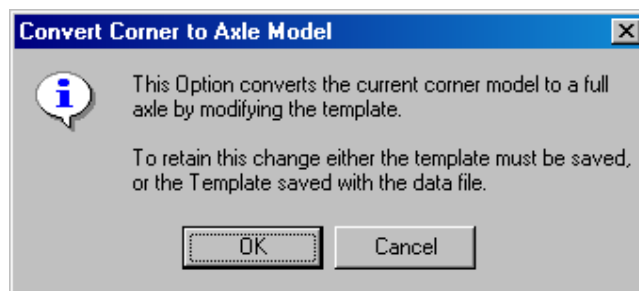 Convert Corner to Axle Model
This Option converts the current corner model to a full
axle by modifying the template.
To retain this change either the template must be saved,
or the Template saved with the data file.
OK
Cancel